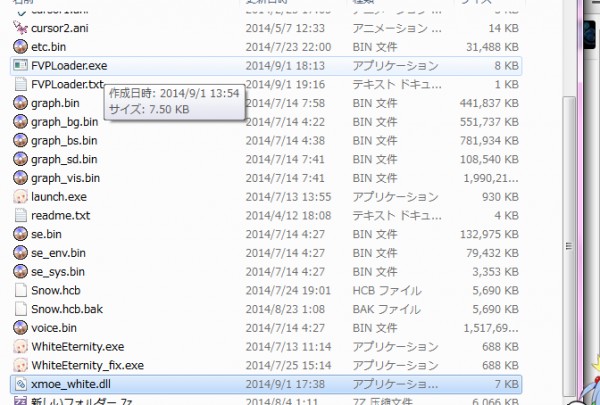 cursor2.ani 2014/5/7 12:33 アニメーション ...
etc.bin 2014/7/23 22:00 BIN 文件 31,488 KB
FVPLoader.exe 2014/9/1 18:13 アプリケーション 8 KB
FVPLoader.txt 2014/9/1 19:16 テキスト ドキュ... 1 KB
作成日時: 2014/9/1 13:54
サイズ: 7.50 KB
graph.bin 2014/7/14 7:58 BIN 文件 441,837 KB
graph_bg.bin 2014/7/14 4:22 BIN 文件 551,737 KB
graph_bs.bin 2014/7/14 4:38 BIN 文件 781,934 KB
graph_sd.bin 2014/7/14 7:41 BIN 文件 108,540 KB
graph_vis.bin 2014/7/14 7:41 BIN 文件 1,990,21...
launch.exe 2014/7/13 13:55 アプリケーション 930 KB
readme.txt 2014/4/12 18:08 テキスト ドキュ... 4 KB
se.bin 2014/7/14 4:27 BIN 文件 132,975 KB
se_env.bin 2014/7/14 4:27 BIN 文件 79,432 KB
se_sys.bin 2014/7/14 4:27 BIN 文件 3,353 KB
Snow.hcb 2014/7/24 19:01 HCB ファイル 5,690 KB
Snow.hcb.bak 2014/8/23 1:08 BAK ファイル 5,690 KB
voice.bin 2014/7/14 4:27 BIN 文件 1,517,69...
WhiteEternity.exe 2014/7/13 11:14 アプリケーション 688 KB
WhiteEternity_fix.exe 2014/7/25 15:14 アプリケーション 688 KB
xmoe_white.dll 2014/9/1 17:38 アプリケーション... 7 KB
新しいフォルダー.7z 2014/8/4 1:11 7Z 圧縮文件 6,066 KB